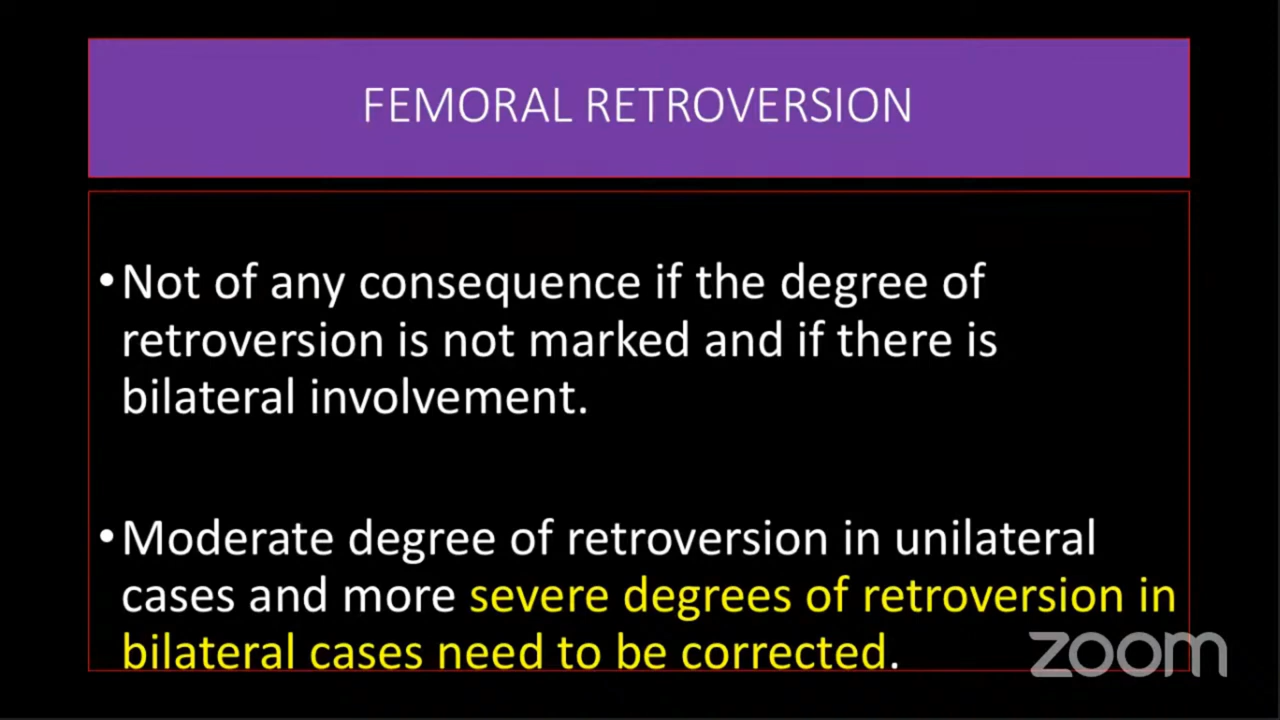 FEMORAL RETROVERSION
•Not of any consequence if the degree of
retroversion is not marked and if there is
bilateral involvement.
•Moderate degree of retroversion in unilateral
cases and more severe degrees of retroversion in
bilateral cases need to be corrected.
zoom